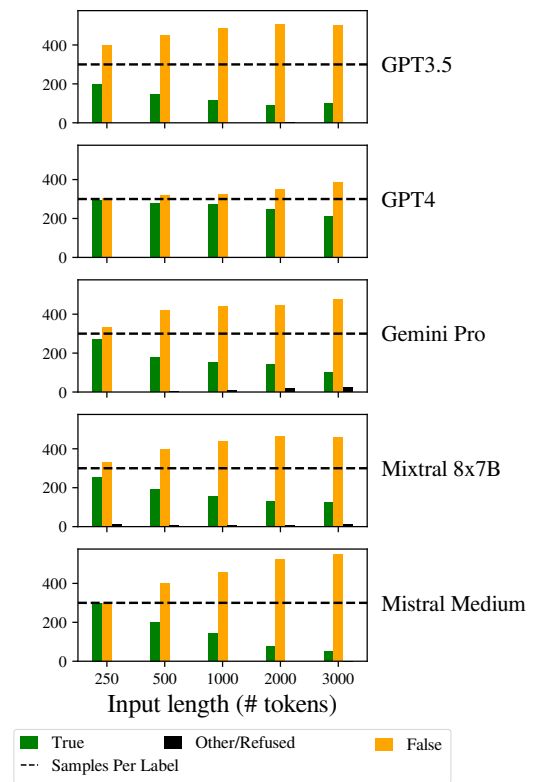 400
200
0
GPT3.5
400
200
0
GPT4
400
200
0
Gemini Pro
400
200
0
Mixtral 8x7B
400
200
0
Mistral Medium
250 500 1000 2000 3000
Input length (# tokens)
True Other/Refused False
Samples Per Label